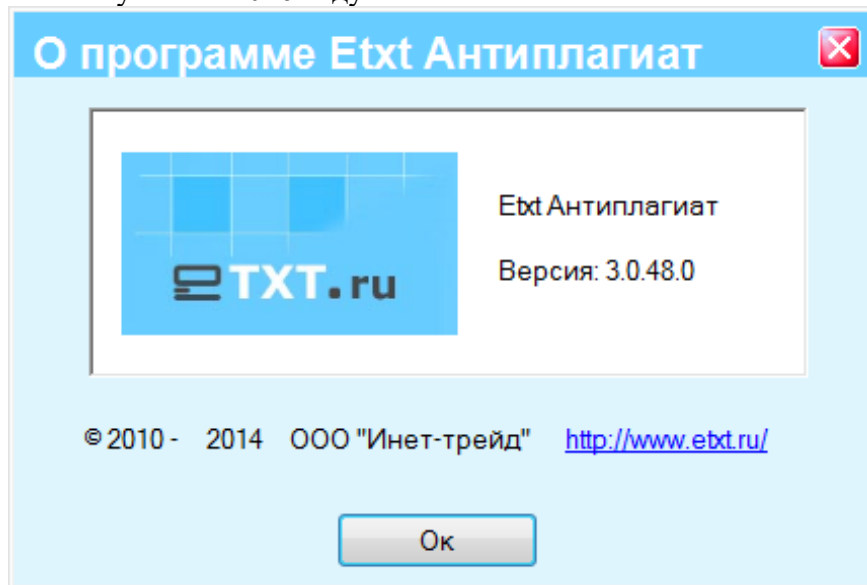 О программе Etxt Антиплагиат
eTXT.ru
Etxt Антиплагиат
Версия: 3.0.48.0
© 2010 - 2014 ООО "Инет-трейд" http://www.etxt.ru/
Ок